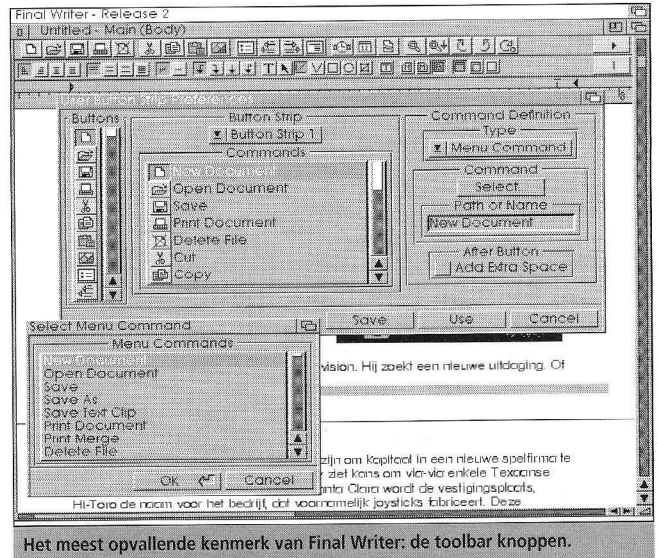 Final Writer - Release 2
Untitled - Main (Body)
User Button Strip Preferences
Buttons
Button Strip
Button Strip 1
Commands
New Document
Open Document
Save
Print Document
Delete File
Cut
Copy
Command Definition
Type
Menu Command
Command
Select
Path or Name
New Document
After Button
Add Extra Space
Save
Use
Cancel
Select Menu Command
Menu Commands
New Document
Open Document
Save
Save As
Save Text Clip
Print Document
Print Merge
Delete File
OK
Cancel
vision. Hij zoekt een nieuwe uitdaging. Of
zijn om kapitaal in een nieuwe spelfirma te
ziet kans om via-via enkele Texaanse
nta Clara wordt de vestigingsplaats,
Hi-Toro de naam voor het bedrijf, dat voornamelijk joysticks fabriceert. Deze
Het meest opvallende kenmerk van Final Writer: de toolbar knoppen.